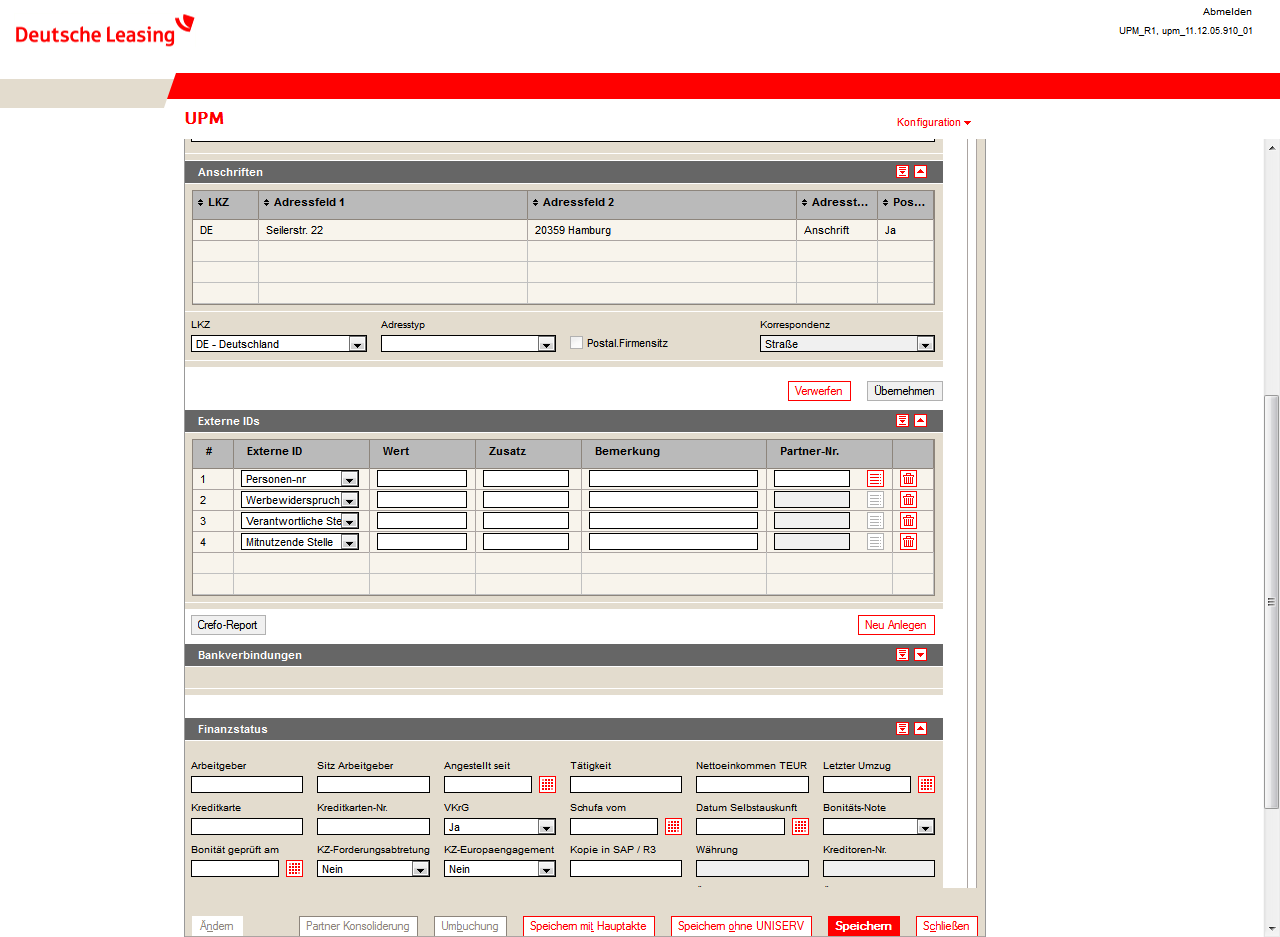 Abmelden
Deutsche Leasing
UPM_R1, upm_11.12.05.910_01
UPM
Konfiguration
Anschriften
LKZ Adressfeld 1 Adressfeld 2 Adresst... Pos...
DE Seilerstr. 22 20359 Hamburg Anschrift Ja
LKZ Adresstyp Korrespondenz
DE - Deutschland Postal.Firmensitz Straße
Verwerfen Übernehmen
Externe IDs
# Externe ID Wert Zusatz Bemerkung Partner-Nr.
1 Personen-nr
2 Werbewiderspruch
3 Verantwortliche Ste
4 Mitnutzende Stelle
Crefo-Report Neu Anlegen
Bankverbindungen
Finanzstatus
Arbeitgeber Sitz Arbeitgeber Angestellt seit Tätigkeit Nettoeinkommen TEUR Letzter Umzug
Kreditkarte Kreditkarten-Nr. VKrG Schufa vom Datum Selbstauskunft Bonitäts-Note
Ja
Bonität geprüft am KZ-Forderungsabtretung KZ-Europaengagement Kopie in SAP / R3 Währung Kreditoren-Nr.
Nein Nein
Ändern Partner Konsolidierung Umbuchung Speichern mit Hauptakte Speichern ohne UNISERV Speichern Schließen